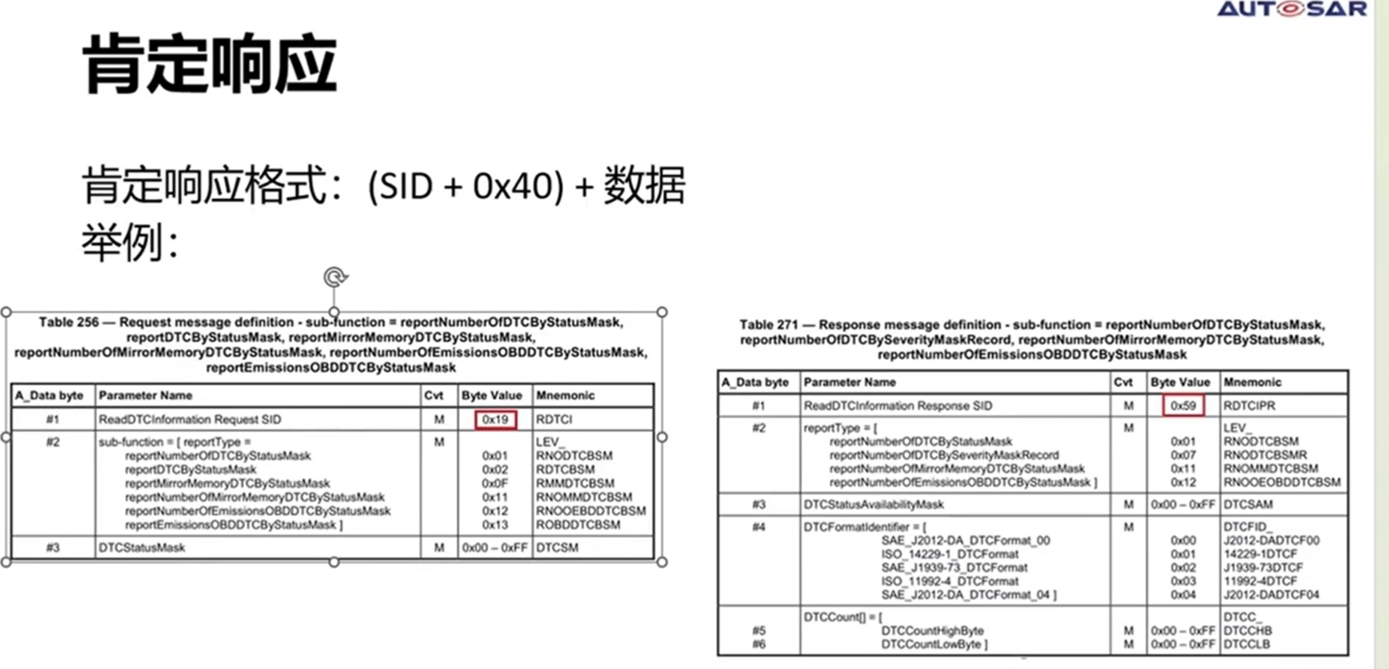 AUTOSAR
肯定响应
肯定响应格式：(SID + 0x40) + 数据
举例：
Table 256 — Request message definition - sub-function = reportNumberOfDTCByStatusMask,
reportDTCByStatusMask, reportMirrorMemoryDTCByStatusMask,
reportNumberOfMirrorMemoryDTCByStatusMask, reportNumberOfEmissionsOBDDTCByStatusMask,
reportEmissionsOBDDTCByStatusMask
A_Data byte Parameter Name Cvt Byte Value Mnemonic
#1 ReadDTCInformation Request SID M 0x19 RDTCI
#2 sub-function = [ reportType = M LEV_
reportNumberOfDTCByStatusMask 0x01 RNODTCBSM
reportDTCByStatusMask 0x02 RDTCBSM
reportMirrorMemoryDTCByStatusMask 0x0F RMMDTCBSM
reportNumberOfMirrorMemoryDTCByStatusMask 0x11 RNOMMDTCBSM
reportNumberOfEmissionsOBDDTCByStatusMask 0x12 RNOOEBDDTCBSM
reportEmissionsOBDDTCByStatusMask ] 0x13 ROBDDTCBSM
#3 DTCStatusMask M 0x00 – 0xFF DTCSM
Table 271 — Response message definition - sub-function = reportNumberOfDTCByStatusMask,
reportNumberOfDTCBySeverityMaskRecord, reportNumberOfMirrorMemoryDTCByStatusMask,
reportNumberOfEmissionsOBDDTCByStatusMask
A_Data byte Parameter Name Cvt Byte Value Mnemonic
#1 ReadDTCInformation Response SID M 0x59 RDTCIPR
#2 reportType = [ M LEV_
reportNumberOfDTCByStatusMask 0x01 RNODTCBSM
reportNumberOfDTCBySeverityMaskRecord 0x07 RNODTCBSMR
reportNumberOfMirrorMemoryDTCByStatusMask 0x11 RNOMMDTCBSM
reportNumberOfEmissionsOBDDTCByStatusMask ] 0x12 RNOOEOBDDTCBSM
#3 DTCStatusAvailabilityMask M 0x00 – 0xFF DTCSAM
#4 DTCFormatIdentifier = [ M DTCFID_
SAE_J2012-DA_DTCFormat_00 0x00 J2012-DADTCF00
ISO_14229-1_DTCFormat 0x01 14229-1DTCF
SAE_J1939-73_DTCFormat 0x02 J1939-73DTCF
ISO_11992-4_DTCFormat 0x03 11992-4DTCF
SAE_J2012-DA_DTCFormat_04 ] 0x04 J2012-DADTCF04
DTCCount[] = [ DTCC_
#5 DTCCountHighByte M 0x00 – 0xFF DTCCHB
#6 DTCCountLowByte ] M 0x00 – 0xFF DTCCLB